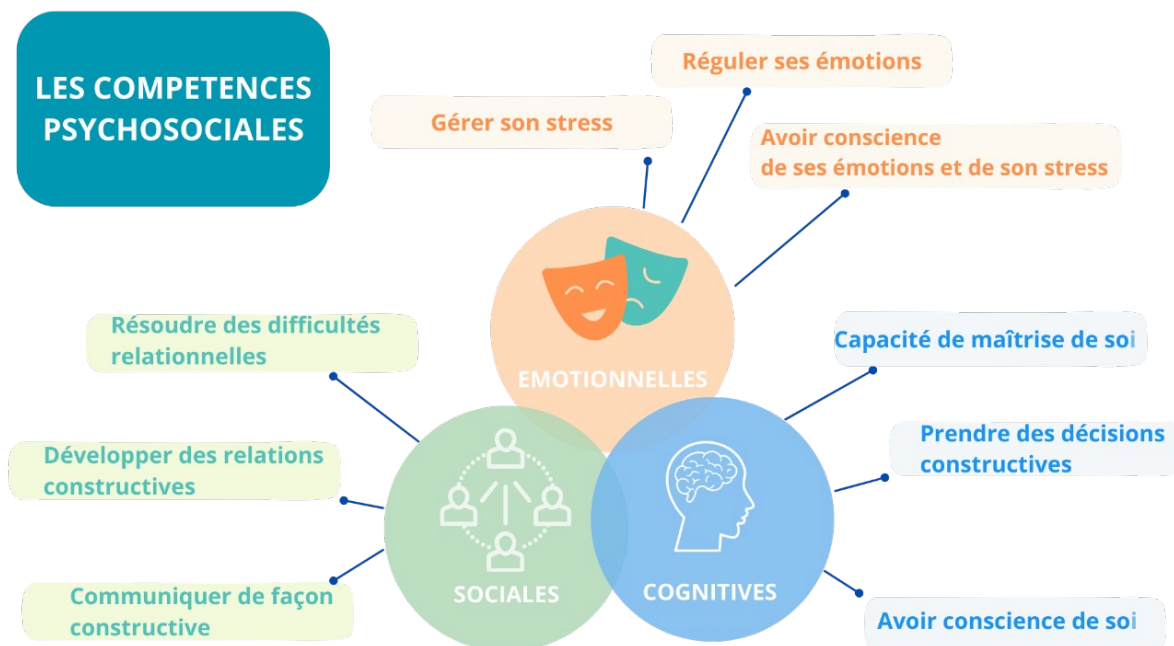 LES COMPETENCES
PSYCHOSOCIALES
Réguler ses émotions
Gérer son stress
Avoir conscience
de ses émotions et de son stress
EMOTIONNELLES
Résoudre des difficultés
relationnelles
Développer des relations
constructives
Communiquer de façon
constructive
SOCIALES
Capacité de maîtrise de soi
Prendre des décisions
constructives
Avoir conscience de soi
COGNITIVES